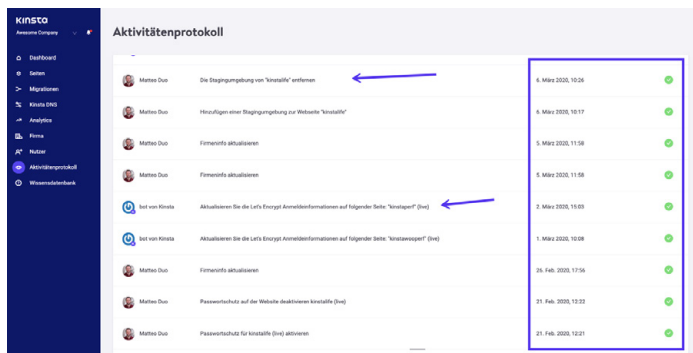 Kinsta
Awesome Company
Aktivitätenprotokoll
Dashboard
Seiten
Migrationen
Kinsta DNS
Analytics
Firma
Nutzer
Aktivitätenprotokoll
Wissensdatenbank
Matteo Duo Die Stagingumgebung von "kinstalife" entfernen 6. März 2020, 10:26
Matteo Duo Hinzufügen einer Stagingumgebung zur Webseite "kinstalife" 6. März 2020, 10:17
Matteo Duo Firmeninfo aktualisieren 5. März 2020, 11:58
Matteo Duo Firmeninfo aktualisieren 5. März 2020, 11:58
bot von Kinsta Aktualisieren Sie die Let's Encrypt Anmeldeinformationen auf folgender Seite: "kinstaperf" (live) 2. März 2020, 15:03
bot von Kinsta Aktualisieren Sie die Let's Encrypt Anmeldeinformationen auf folgender Seite: "kinstawooperf" (live) 1. März 2020, 10:08
Matteo Duo Firmeninfo aktualisieren 26. Feb. 2020, 17:56
Matteo Duo Passwortschutz auf der Website deaktivieren kinstalife (live) 21. Feb. 2020, 12:22
Matteo Duo Passwortschutz für kinstalife (live) aktivieren 21. Feb. 2020, 12:21